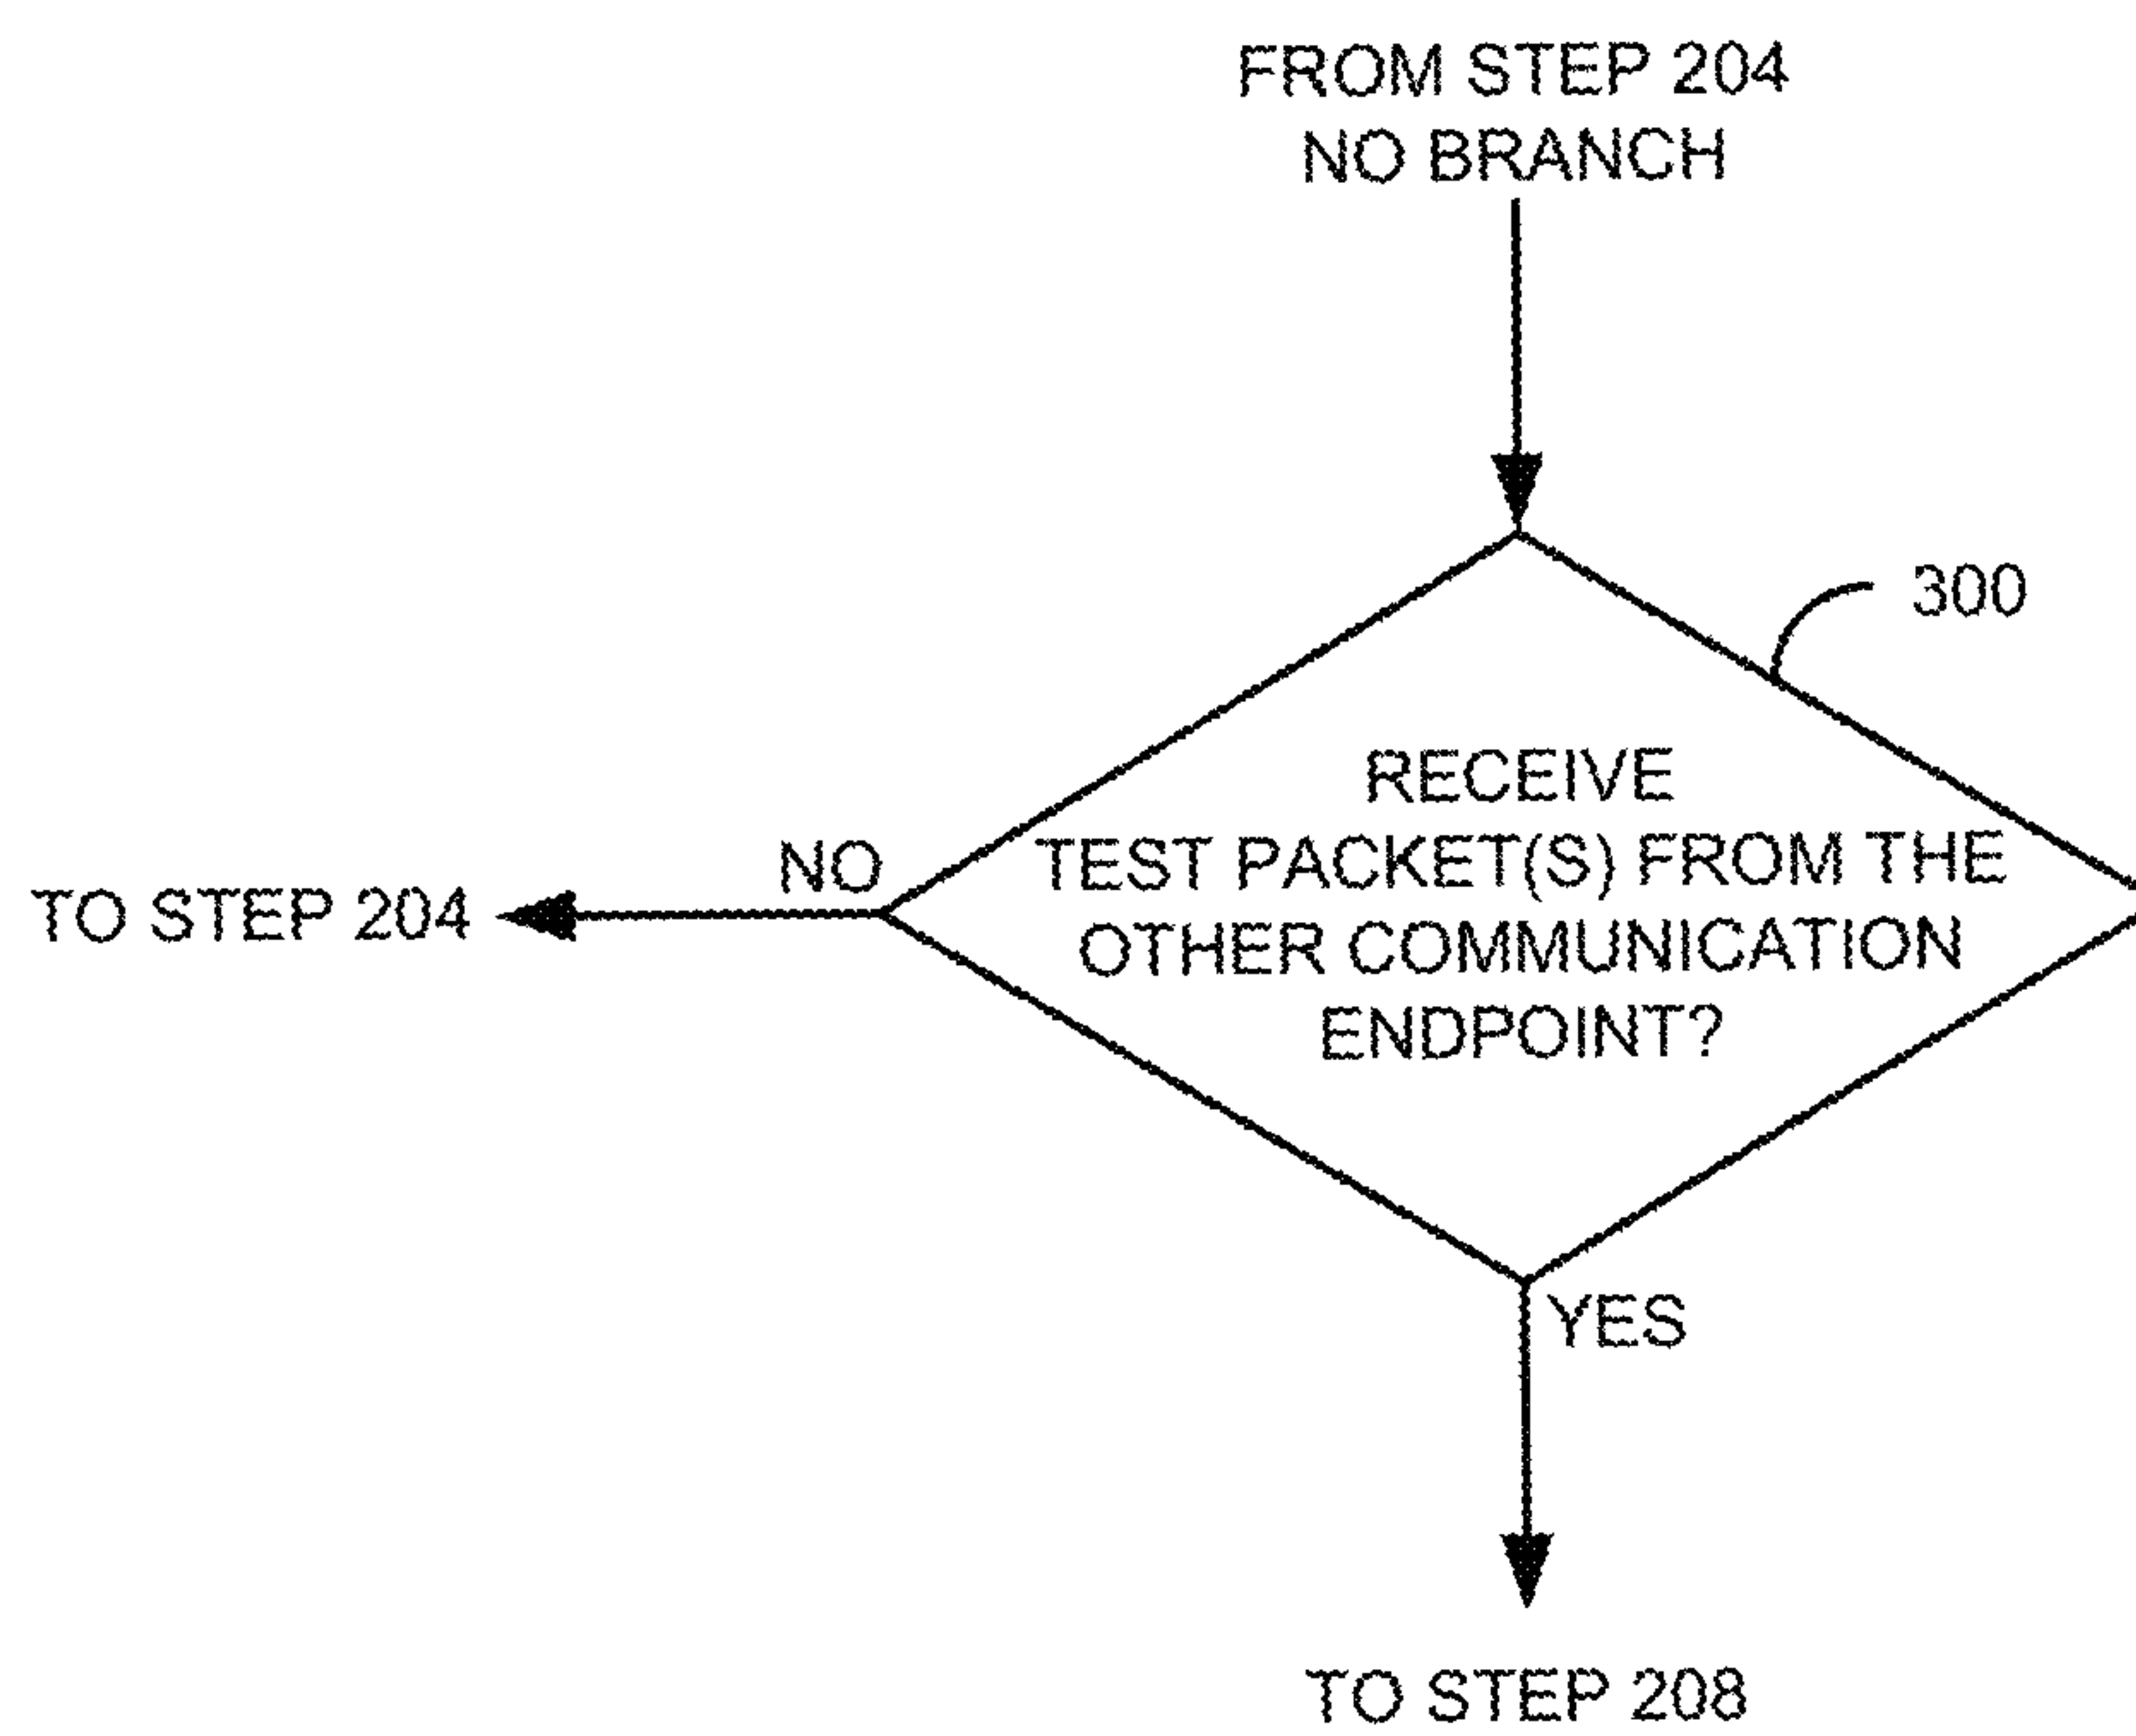 FROM STEP 204
NO BRANCH
300
RECEIVE
TEST PACKET(S) FROM THE
OTHER COMMUNICATION
ENDPOINT?
NO
TO STEP 204
YES
TO STEP 208